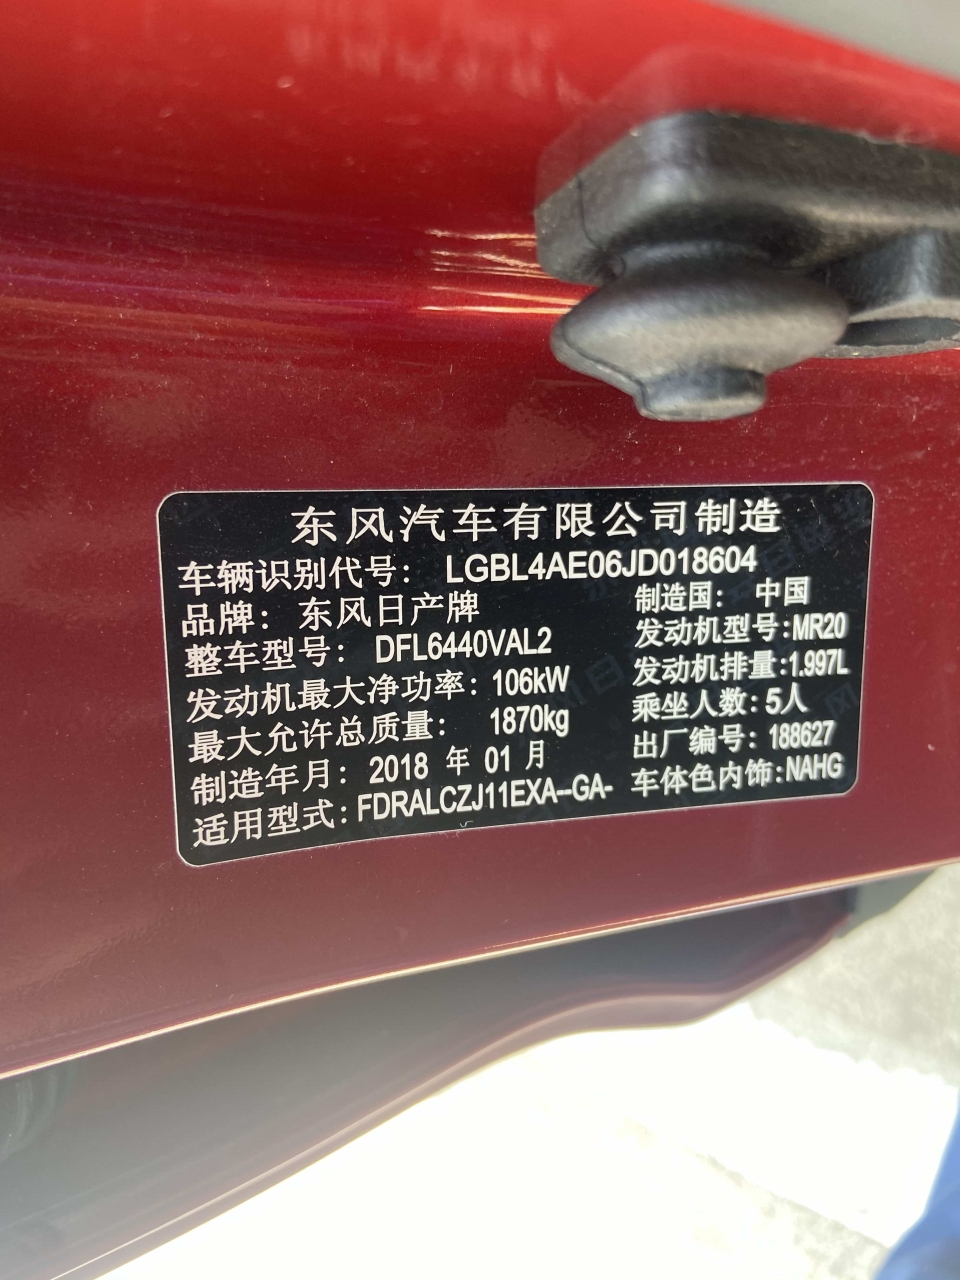 东风汽车有限公司制造
车辆识别代号： LGBL4AE06JD018604
品牌： 东风日产牌 制造国： 中国
整车型号： DFL6440VAL2 发动机型号:MR20
发动机最大净功率: 106kW 发动机排量:1.997L
最大允许总质量: 1870kg 乘坐人数:5人
制造年月: 2018 年 01 月 出厂编号: 188627
适用型式: FDRALCZJ11EXA--GA- 车体色内饰:NAHG